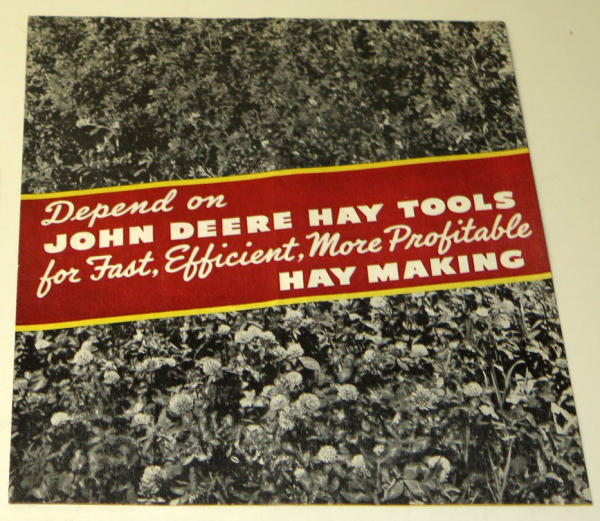 Depend on
JOHN DEERE HAY TOOLS
for Fast, Efficient, More Profitable
HAY MAKING